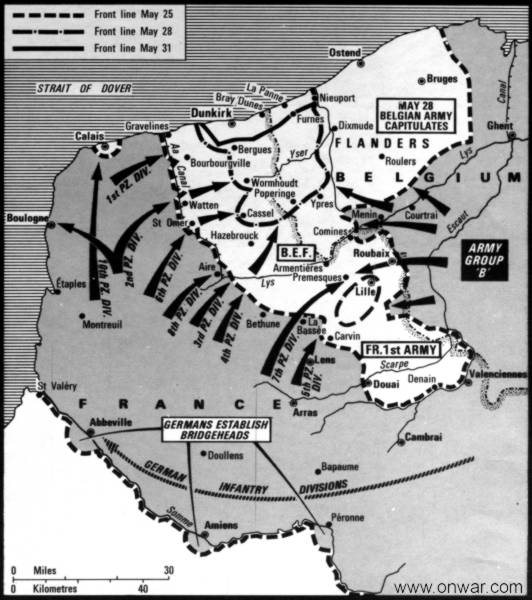 Front line May 25
Front line May 28
Front line May 31
STRAIT OF DOVER
Ostend
Bruges
La Panne
Bray Dunes
Nieuport
Dunkirk
MAY 28
BELGIAN ARMY
CAPITULATES
Canal
Gravelines
Calais
Furnes
Dixmude
Ghent
Aa Canal
Bergues
Yser
FLANDERS
Bourbourgville
Roulers
Lys
1st PZ. DIV.
Wormhoudt
Poperinge
BELGIUM
Watten
Ypres
Boulogne
Cassel
Menin
Courtrai
St Omer
Escaut
Comines
Hazebrouck
B.E.F.
Roubaix
ARMY
GROUP
'B'
10th PZ. DIV.
2nd PZ. DIV.
Armentières
Aire
Premesques
Étaples
Lys
Lille
6th PZ. DIV.
8th PZ. DIV.
3rd PZ. DIV.
4th PZ. DIV.
Montreuil
Bethune
La
Bassée
Carvin
FR. 1st ARMY
7th PZ. DIV.
5th PZ.
DIV.
Lens
Scarpe
Valenciennes
St Valéry
Douai
Denain
FRANCE
Arras
Abbeville
GERMANS ESTABLISH
BRIDGEHEADS
Cambrai
Doullens
Bapaume
GERMAN INFANTRY DIVISIONS
Somme
Amiens
Péronne
0 Miles 30
0 Kilometres 40
www.onwar.com